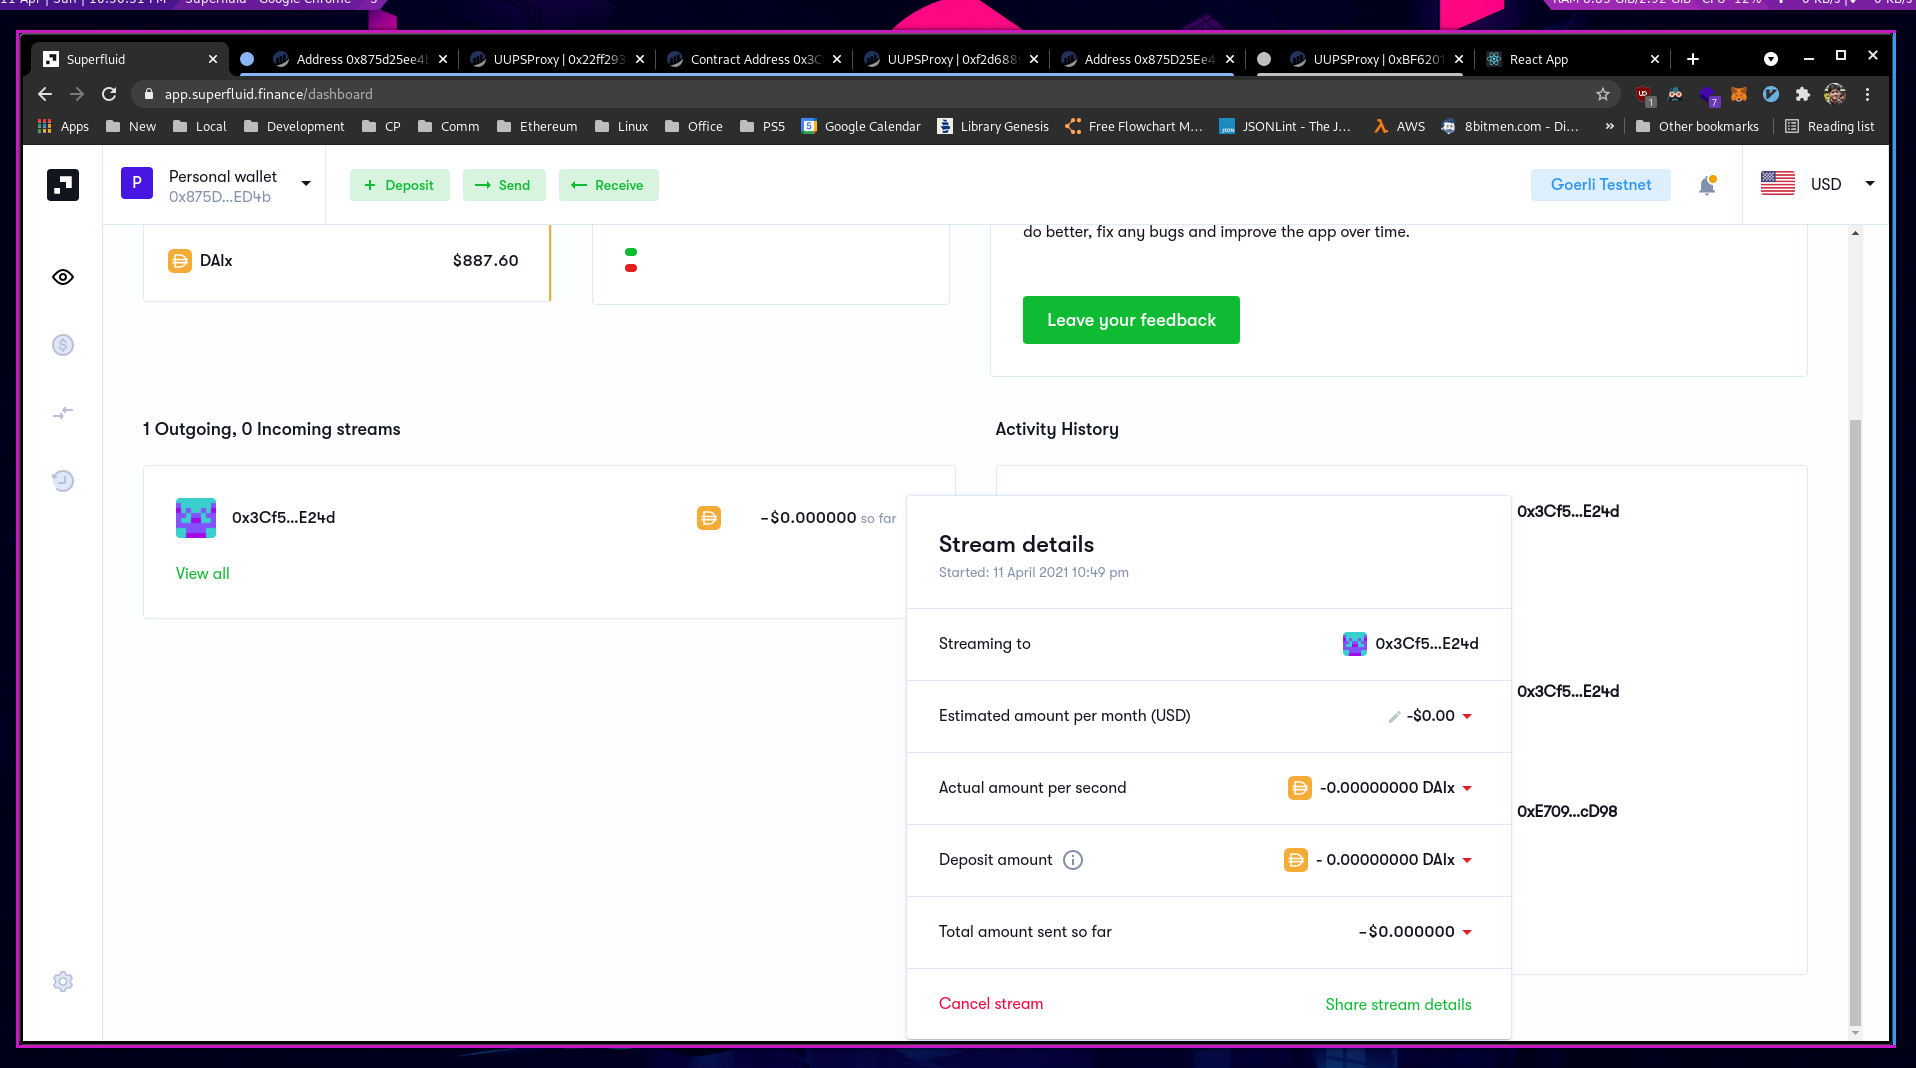 Superfluid - Google Chrome
Superfluid
Address 0x875d25ee4
UUPSProxy | 0x22ff293
Contract Address 0x3C
UUPSProxy | 0xf2d688
Address 0x875D25Ee4
UUPSProxy | 0xBF6201
React App
app.superfluid.finance/dashboard
1
7
Apps
New
Local
Development
CP
Comm
Ethereum
Linux
Office
PS5
Google Calendar
Library Genesis
Free Flowchart M...
JSONLint - The J...
AWS
8bitmen.com - Di...
»
Other bookmarks
Reading list
P
Personal wallet
0x875D...ED4b
+ Deposit
Send
Receive
Goerli Testnet
USD
DAIx
$887.60
do better, fix any bugs and improve the app over time.
Leave your feedback
1 Outgoing, 0 Incoming streams
Activity History
0x3Cf5...E24d
-$0.000000 so far
View all
0x3Cf5...E24d
0x3Cf5...E24d
0xE709...cD98
Stream details
Started: 11 April 2021 10:49 pm
Streaming to
0x3Cf5...E24d
Estimated amount per month (USD)
-$0.00
Actual amount per second
-0.00000000 DAIx
Deposit amount
- 0.00000000 DAIx
Total amount sent so far
-$0.000000
Cancel stream
Share stream details